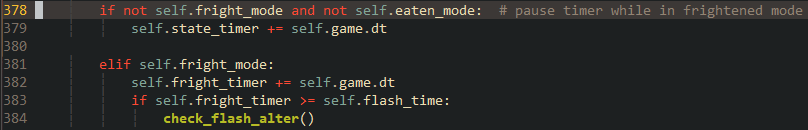 378 if not self.fright_mode and not self.eaten_mode: # pause timer while in frightened mode
379 self.state_timer += self.game.dt
380
381 elif self.fright_mode:
382 self.fright_timer += self.game.dt
383 if self.fright_timer >= self.flash_time:
384 check_flash_alter()